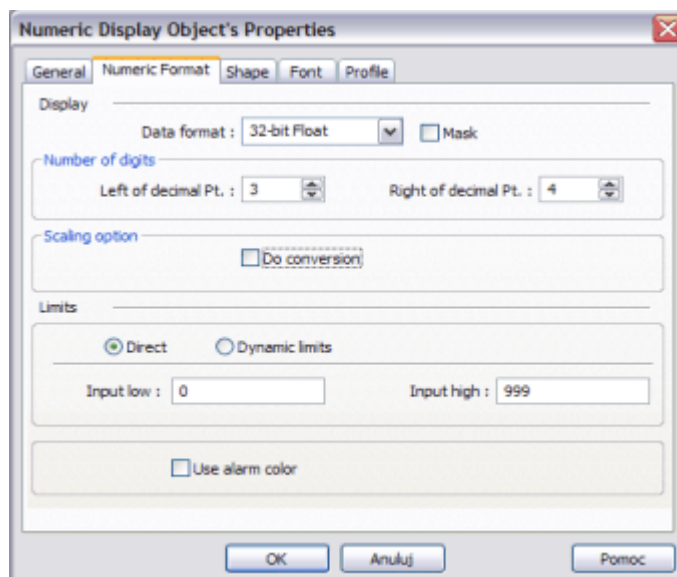 Numeric Display Object's Properties
General Numeric Format Shape Font Profile
Display
Data format : 32-bit Float Mask
Number of digits
Left of decimal Pt. : 3 Right of decimal Pt. : 4
Scaling option
Do conversion
Limits
Direct Dynamic limits
Input low : 0 Input high : 999
Use alarm color
OK Anuluj Pomoc